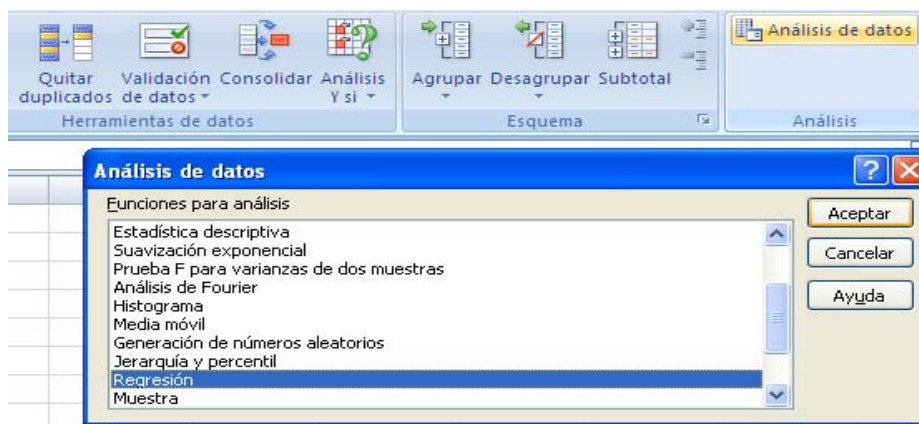 Quitar duplicados
Validación de datos
Consolidar
Análisis Y si
Agrupar
Desagrupar
Subtotal
Análisis de datos
Herramientas de datos
Esquema
Análisis
Análisis de datos
Funciones para análisis
Estadística descriptiva
Suavización exponencial
Prueba F para varianzas de dos muestras
Análisis de Fourier
Histograma
Media móvil
Generación de números aleatorios
Jerarquía y percentil
Regresión
Muestra
Aceptar
Cancelar
Ayuda